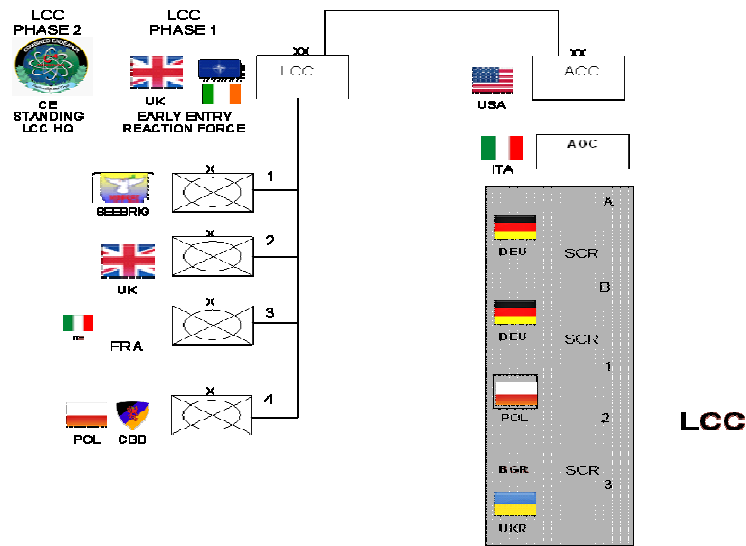 LCC
PHASE 2
LCC
PHASE 1
XX
LCC
XX
ACC
UK
USA
CE
STANDING
LCC HQ
EARLY ENTRY
REACTION FORCE
AOC
ITA
X
1
SEEBRIG
A
DEU
SCR
X
2
UK
B
X
3
FRA
DEU
SCR
1
X
4
POL
CBD
POL
2
LCC
BGR
SCR
3
UKR